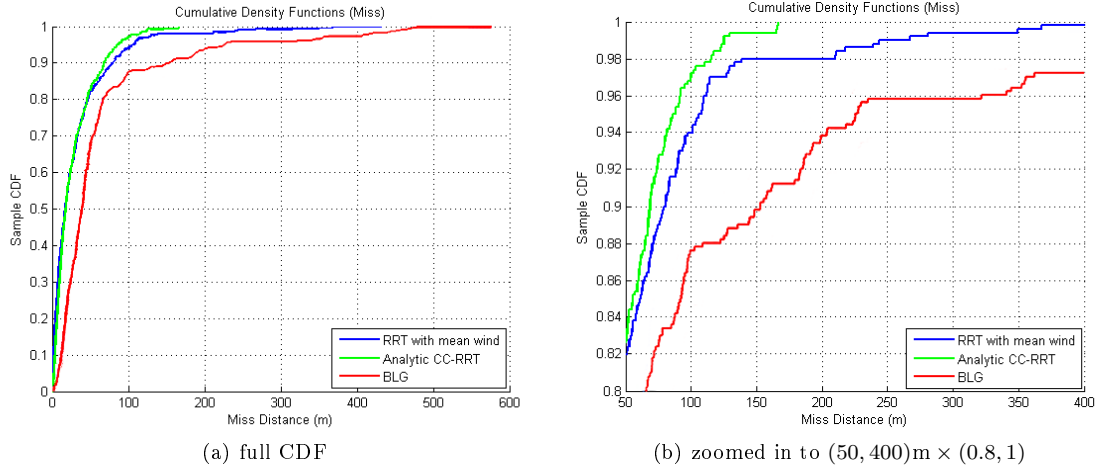 Cumulative Density Functions (Miss)
1
0.9
0.8
0.7
0.6
0.5
0.4
0.3
0.2
0.1
0
Sample CDF
0 100 200 300 400 500 600
Miss Distance (m)
RRT with mean wind
Analytic CC-RRT
BLG
(a) full CDF
Cumulative Density Functions (Miss)
1
0.98
0.96
0.94
0.92
0.9
0.88
0.86
0.84
0.82
0.8
Sample CDF
50 100 150 200 250 300 350 400
Miss Distance (m)
RRT with mean wind
Analytic CC-RRT
BLG
(b) zoomed in to (50, 400)m × (0.8, 1)